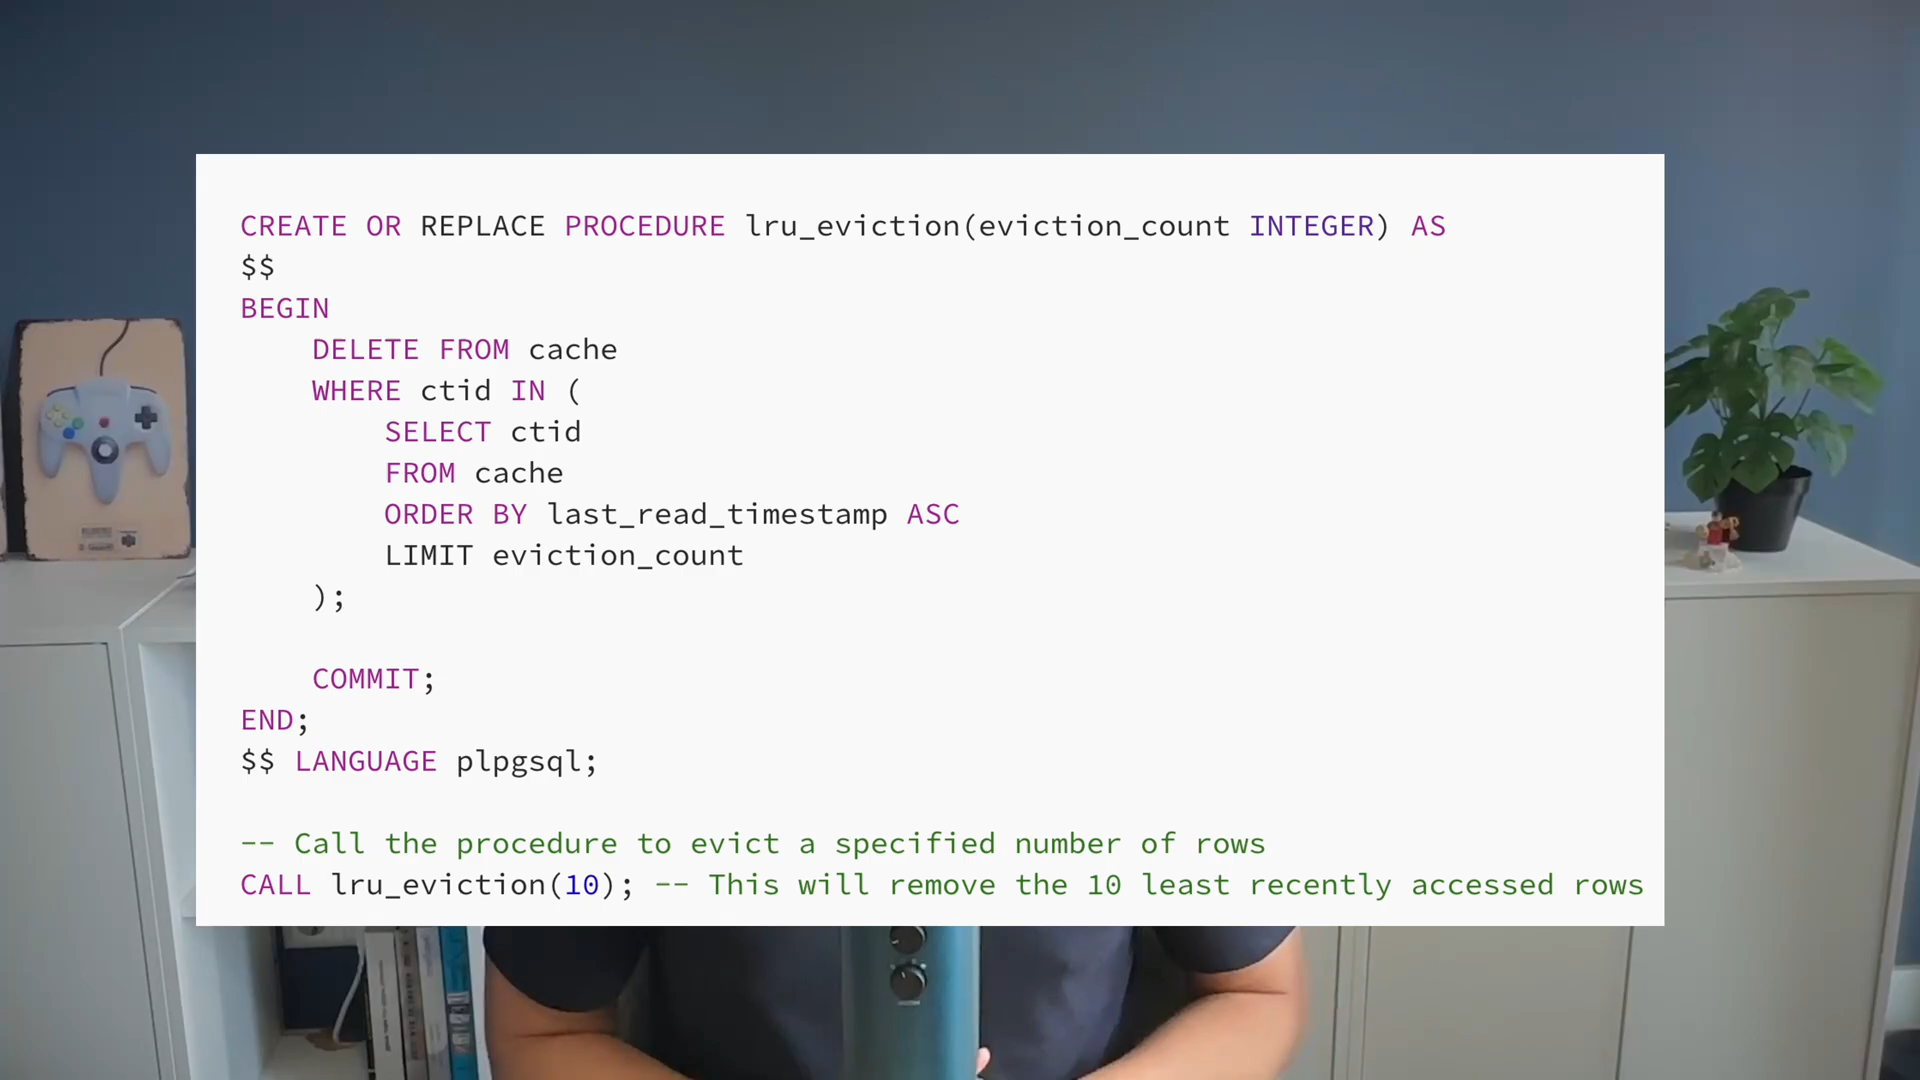 CREATE OR REPLACE PROCEDURE lru_eviction(eviction_count INTEGER) AS
$$
BEGIN
    DELETE FROM cache
    WHERE ctid IN (
        SELECT ctid
        FROM cache
        ORDER BY last_read_timestamp ASC
        LIMIT eviction_count
    );

    COMMIT;
END;
$$ LANGUAGE plpgsql;

-- Call the procedure to evict a specified number of rows
CALL lru_eviction(10); -- This will remove the 10 least recently accessed rows